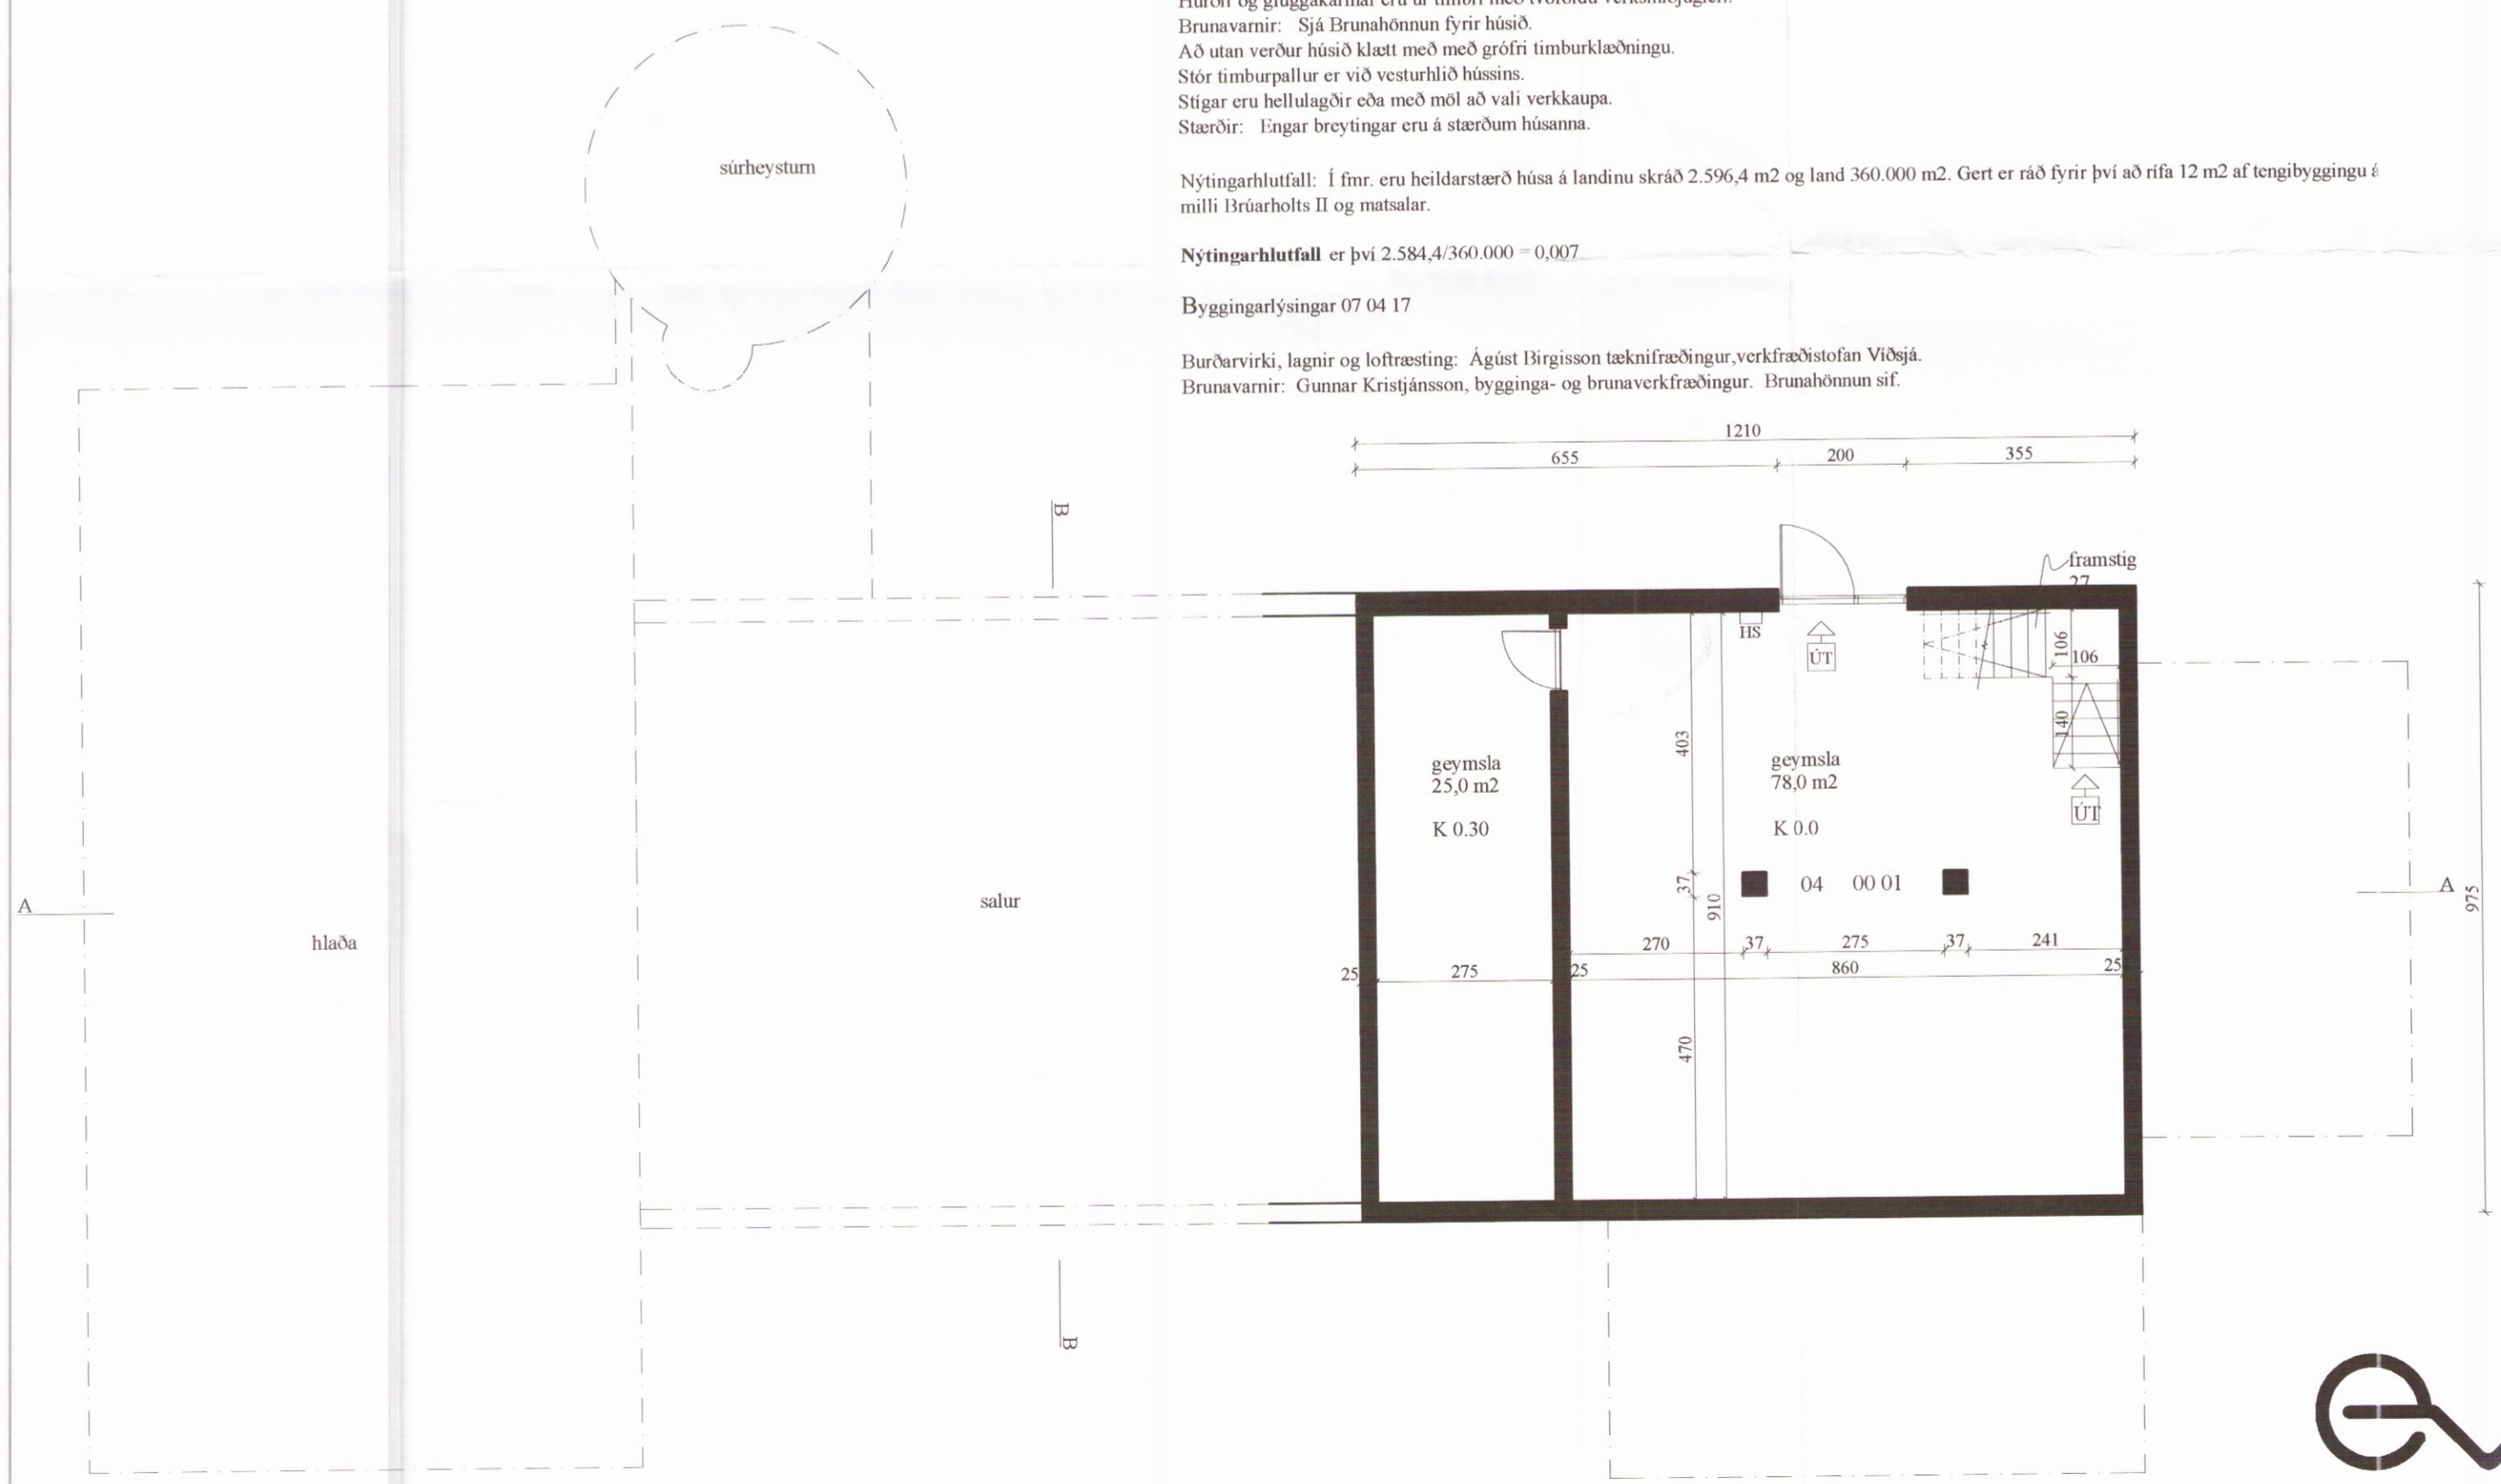 Brunavarnir: Sjá Brunahönnun fyrir húsið.
Að utan verður húsið klætt með með grófri timburklæðningu.
Stór timburpallur er við vesturhlið hússins.
Stígar eru hellulagðir eða með möl að vali verkkaupa.
Stærðir: Engar breytingar eru á stærðum húsanna.
Nýtingarhlutfall: Í fmr. eru heildarstærð húsa á landinu skráð 2.596,4 m2 og land 360.000 m2. Gert er ráð fyrir því að rífa 12 m2 af tengibyggingu á
milli Brúarholts II og matsalar.
Nýtingarhlutfall er því 2.584,4/360.000 = 0,007
Byggingarlýsingar 07 04 17
Burðarvirki, lagnir og loftræsting: Ágúst Birgisson tæknifræðingur,verkfræðistofan Víðsjá.
Brunavarnir: Gunnar Kristjánsson, bygginga- og brunaverkfræðingur. Brunahönnun sif.
súrheysturn
1210
655 200 355
B
framstig
27
HS
ÚT
106
106
140
403
geymsla
25,0 m2
K 0.30
geymsla
78,0 m2
K 0.0
ÚT
37
04 00 01
910
A
hlaða
salur
A
975
270 37 275 37 241
25 275 25 860 25
470
B